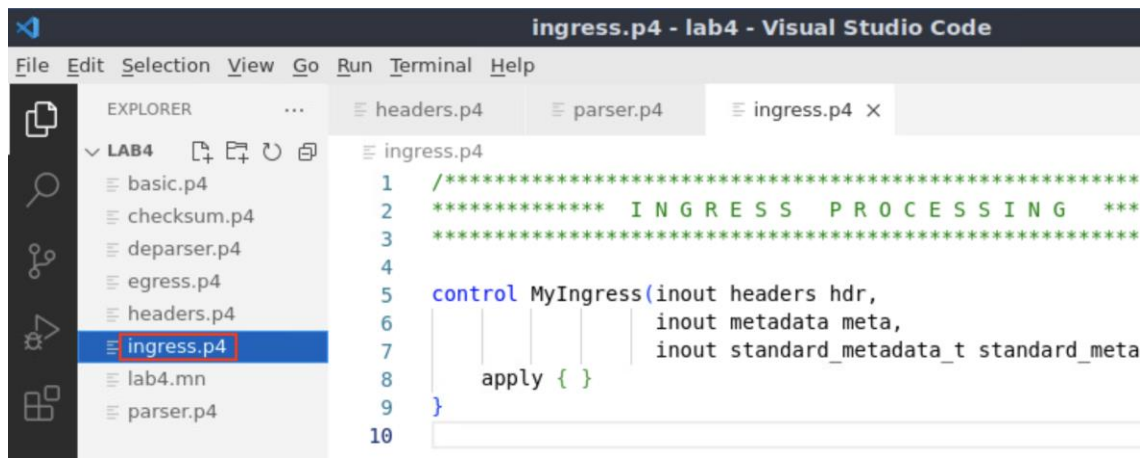 ingress.p4 - lab4 - Visual Studio Code
File Edit Selection View Go Run Terminal Help
EXPLORER ...
headers.p4 parser.p4 ingress.p4 ×
LAB4
ingress.p4
basic.p4
checksum.p4
deparser.p4
egress.p4
headers.p4
ingress.p4
lab4.mn
parser.p4
1 /*********************************************************
2 ************** I N G R E S S   P R O C E S S I N G   ***
3 **********************************************************
4
5 control MyIngress(inout headers hdr,
6                   inout metadata meta,
7                   inout standard_metadata_t standard_meta
8     apply { }
9 }
10